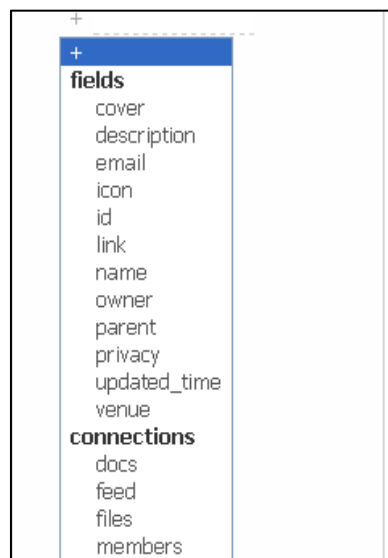 +
+
fields
cover
description
email
icon
id
link
name
owner
parent
privacy
updated_time
venue
connections
docs
feed
files
members